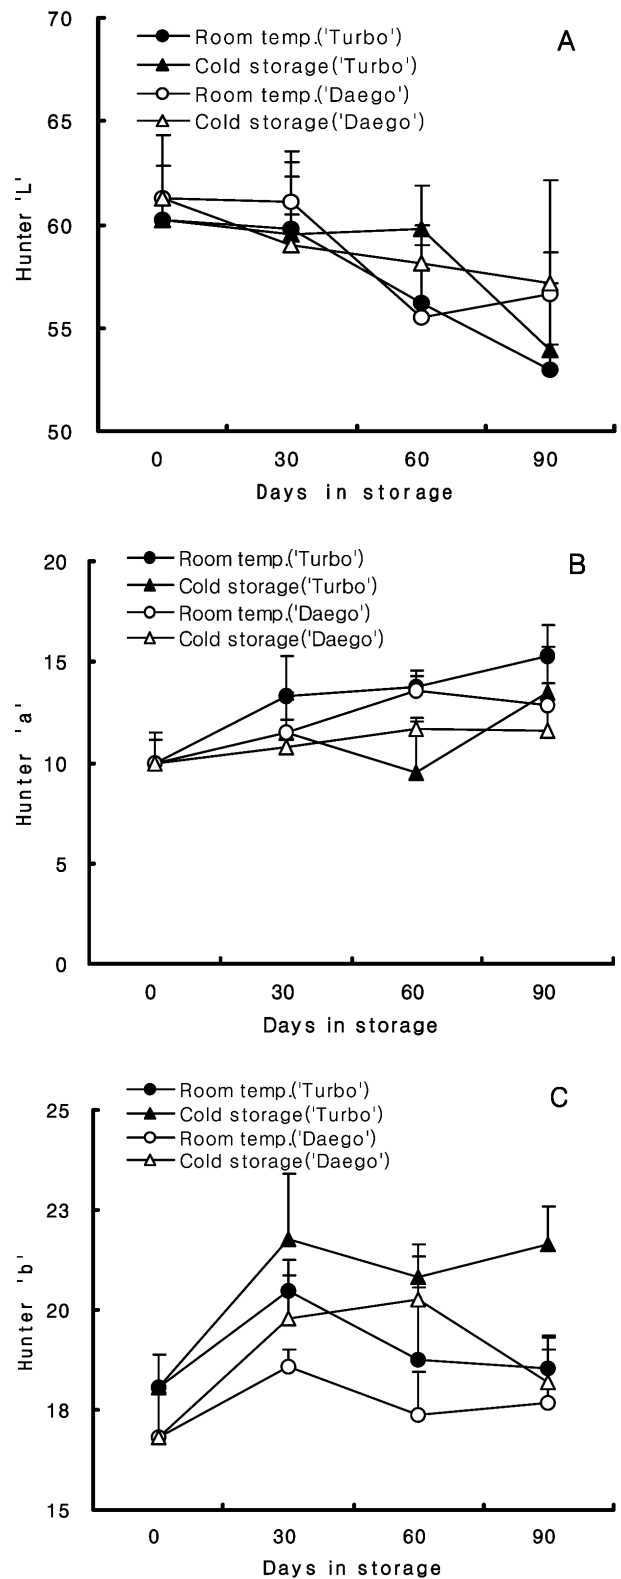 70
Room temp.('Turbo')
A
Cold storage('Turbo')
Room temp.('Daego')
65
Cold storage('Daego')
60
Hunter 'L'
55
50
0 30 60 90
Days in storage
20
Room temp.('Turbo')
B
Cold storage('Turbo')
Room temp.('Daego')
Cold storage('Daego')
15
Hunter 'a'
10
5
0
0 30 60 90
Days in storage
Room temp.('Turbo')
C
25
Cold storage('Turbo')
Room temp.('Daego')
Cold storage('Daego')
23
Hunter 'b'
20
18
15
0 30 60 90
Days in storage